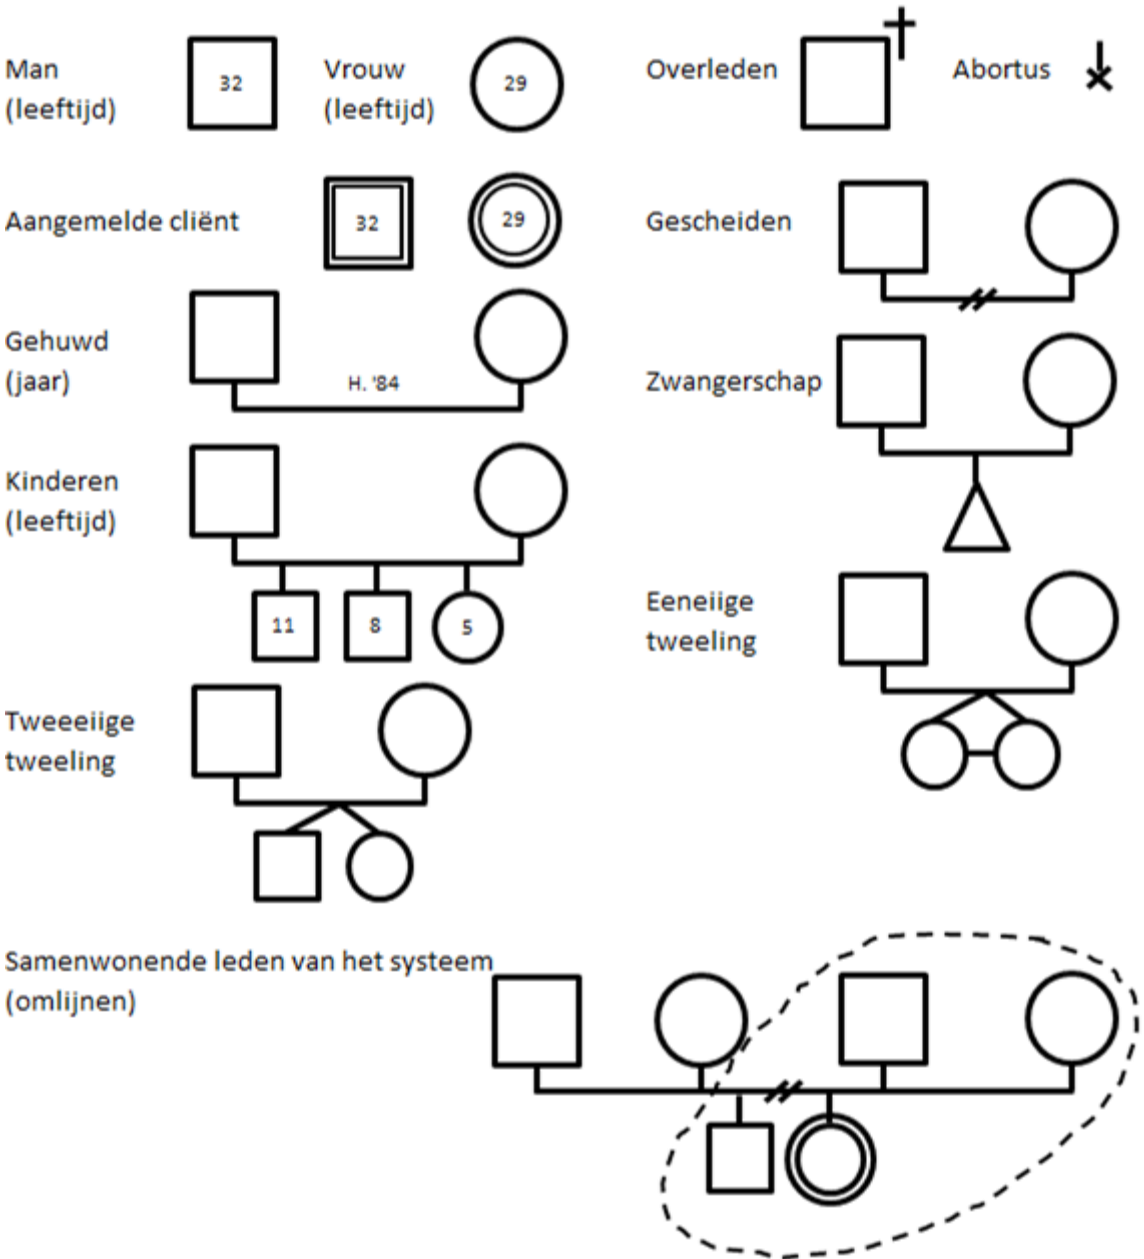 Man
(leeftijd)
32
Vrouw
(leeftijd)
29
Overleden
Abortus
Aangemelde cliënt
32
29
Gescheiden
Gehuwd
(jaar)
H. '84
Zwangerschap
Kinderen
(leeftijd)
11
8
5
Eeneiige
tweeling
Tweeeiige
tweeling
Samenwonende leden van het systeem
(omlijnen)